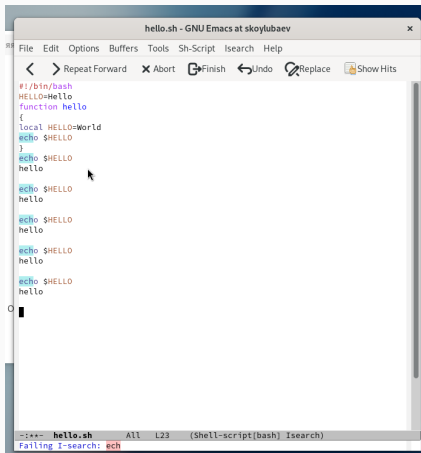 hello.sh - GNU Emacs at skoylubaev
File Edit Options Buffers Tools Sh-Script Isearch Help
Repeat Forward Abort Finish Undo Replace Show Hits
#!/bin/bash
HELLO=Hello
function hello
{
local HELLO=World
echo $HELLO
}
echo $HELLO
hello
echo $HELLO
hello
echo $HELLO
hello
echo $HELLO
hello
echo $HELLO
hello
-:**- hello.sh All L23 (Shell-script[bash] Isearch)
Failing I-search: ech